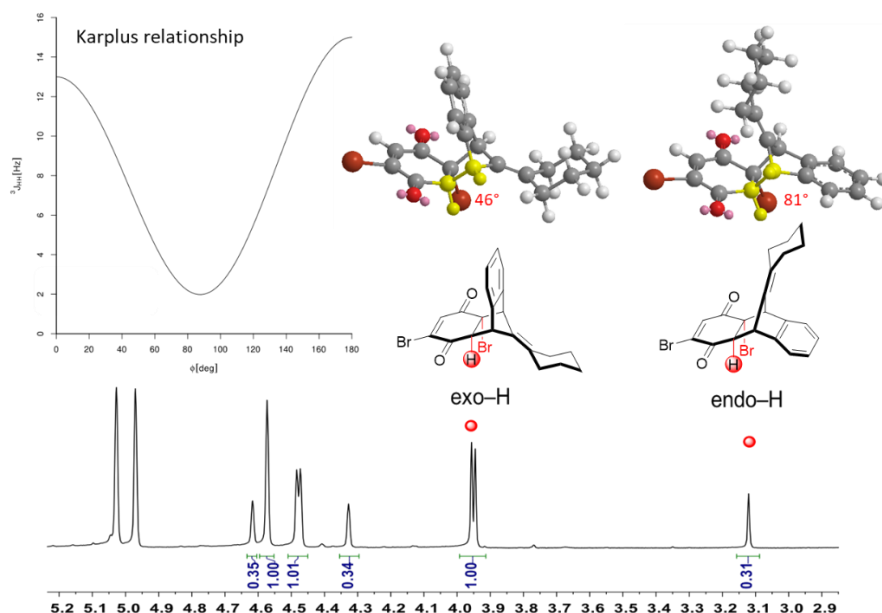 Karplus relationship
16
14
12
10
8
6
4
2
0
³J_HH[Hz]
0 20 40 60 80 100 120 140 160 180
ϕ[deg]
46°
81°
O
Br
Br
O
H
exo–H
O
Br
Br
O
H
endo–H
0.35
1.00
1.01
0.34
1.00
0.31
5.2 5.1 5.0 4.9 4.8 4.7 4.6 4.5 4.4 4.3 4.2 4.1 4.0 3.9 3.8 3.7 3.6 3.5 3.4 3.3 3.2 3.1 3.0 2.9